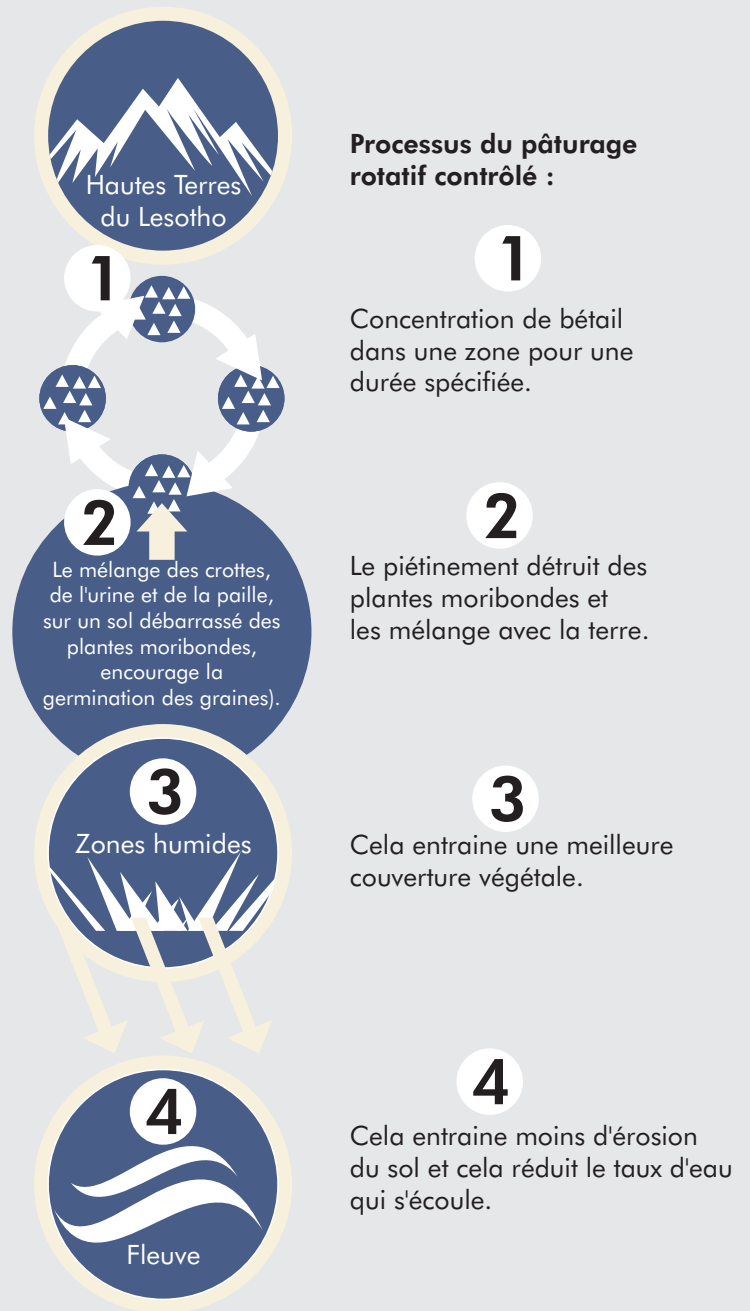 Hautes Terres
du Lesotho
Processus du pâturage
rotatif contrôlé :
1
1
Concentration de bétail
dans une zone pour une
durée spécifiée.
2
Le mélange des crottes,
de l'urine et de la paille,
sur un sol débarrassé des
plantes moribondes,
encourage la
germination des graines).
2
Le piétinement détruit des
plantes moribondes et
les mélange avec la terre.
3
Zones humides
3
Cela entraine une meilleure
couverture végétale.
4
Fleuve
4
Cela entraine moins d'érosion
du sol et cela réduit le taux d'eau
qui s'écoule.